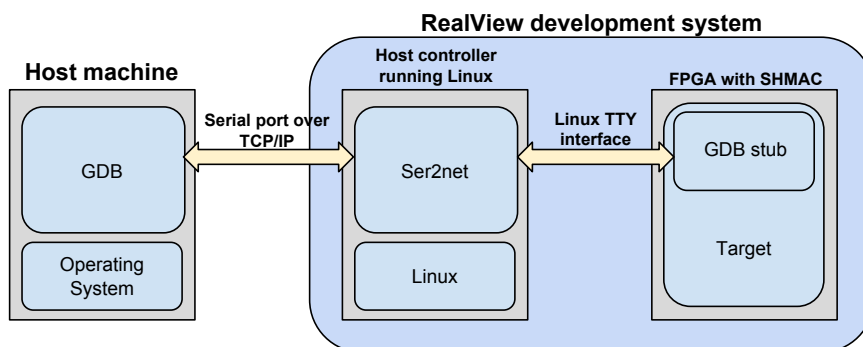 RealView development system
Host machine
Host controller
running Linux
FPGA with SHMAC
Serial port over
TCP/IP
Linux TTY
interface
GDB
Ser2net
GDB stub
Operating
System
Linux
Target